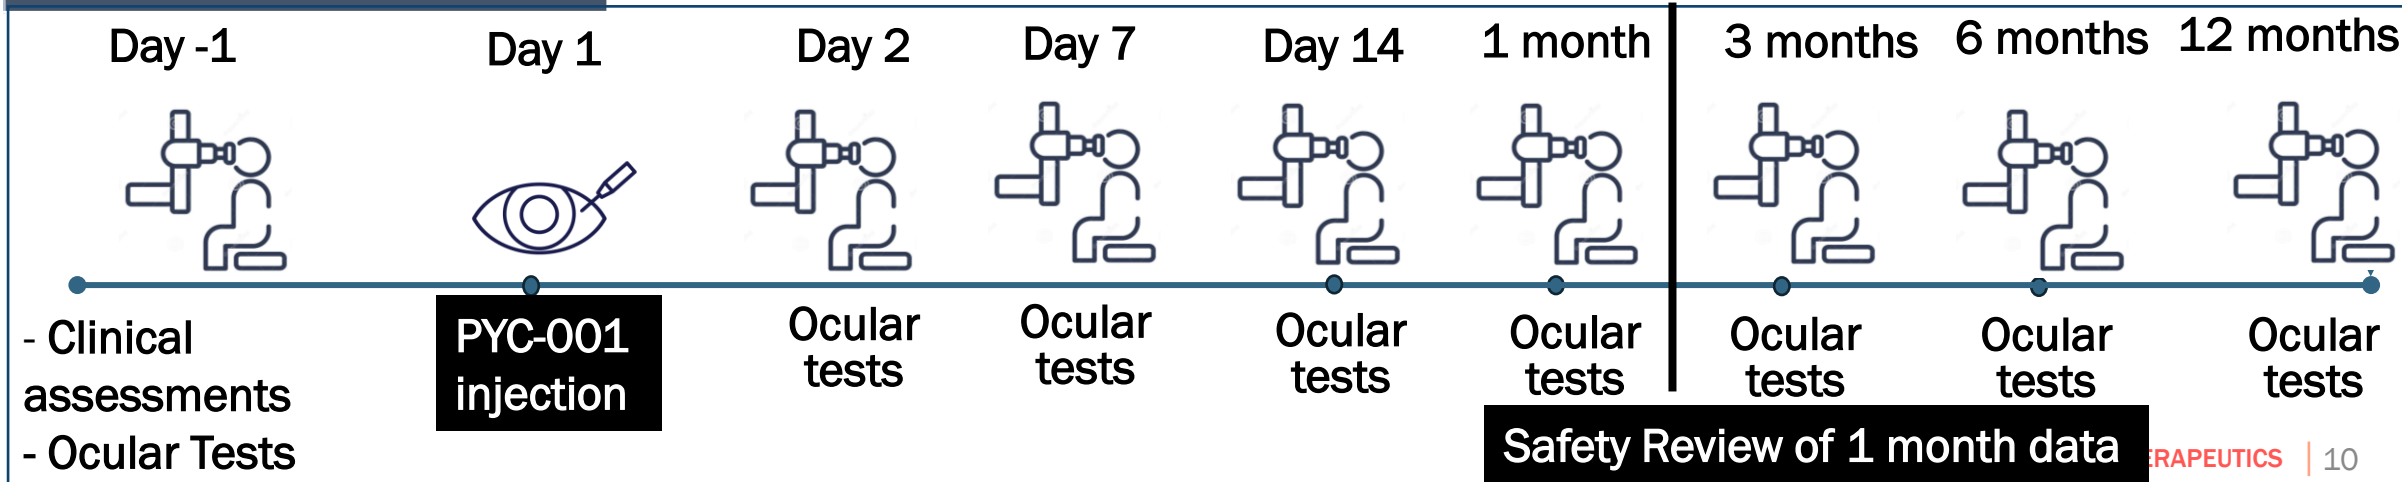 Day -1
Day 1
Day 2
Day 7
Day 14
1 month
3 months
6 months
12 months
- Clinical
assessments
- Ocular Tests
PYC-001
injection
Ocular
tests
Ocular
tests
Ocular
tests
Ocular
tests
Ocular
tests
Ocular
tests
Ocular
tests
Safety Review of 1 month data
ERAPEUTICS
10